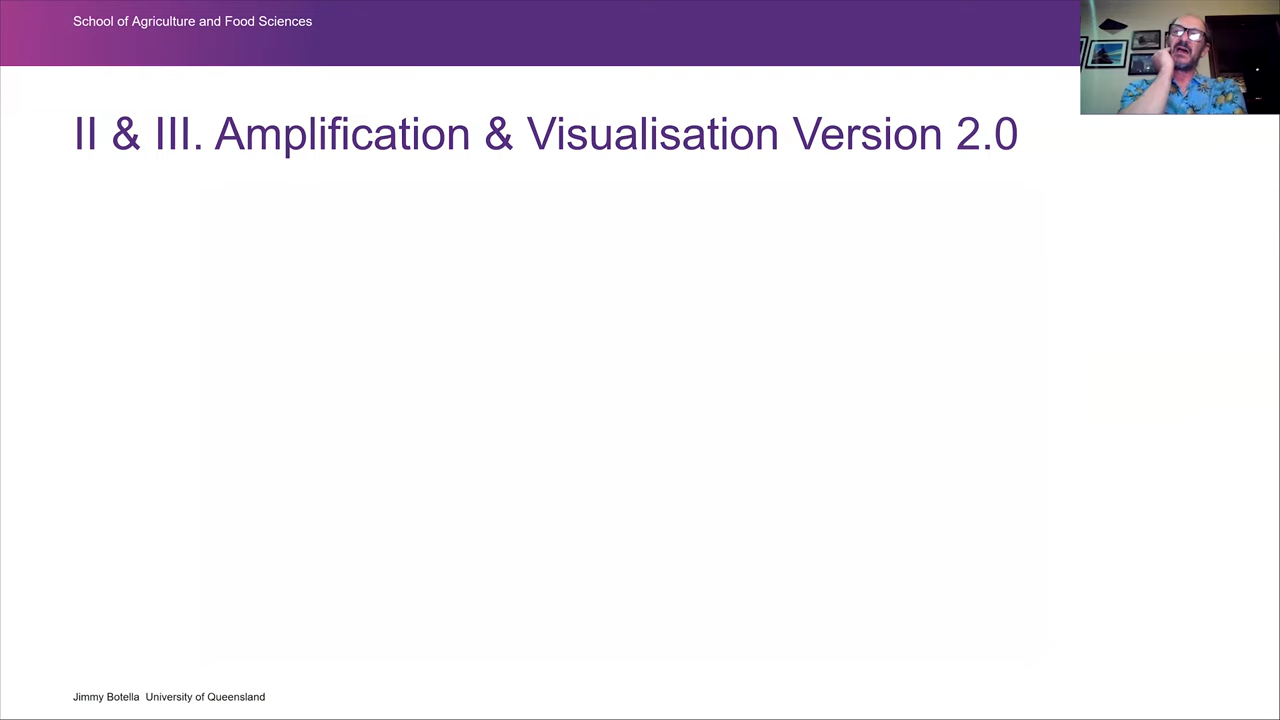 School of Agriculture and Food Sciences
II & III. Amplification & Visualisation Version 2.0
Jimmy Botella  University of Queensland